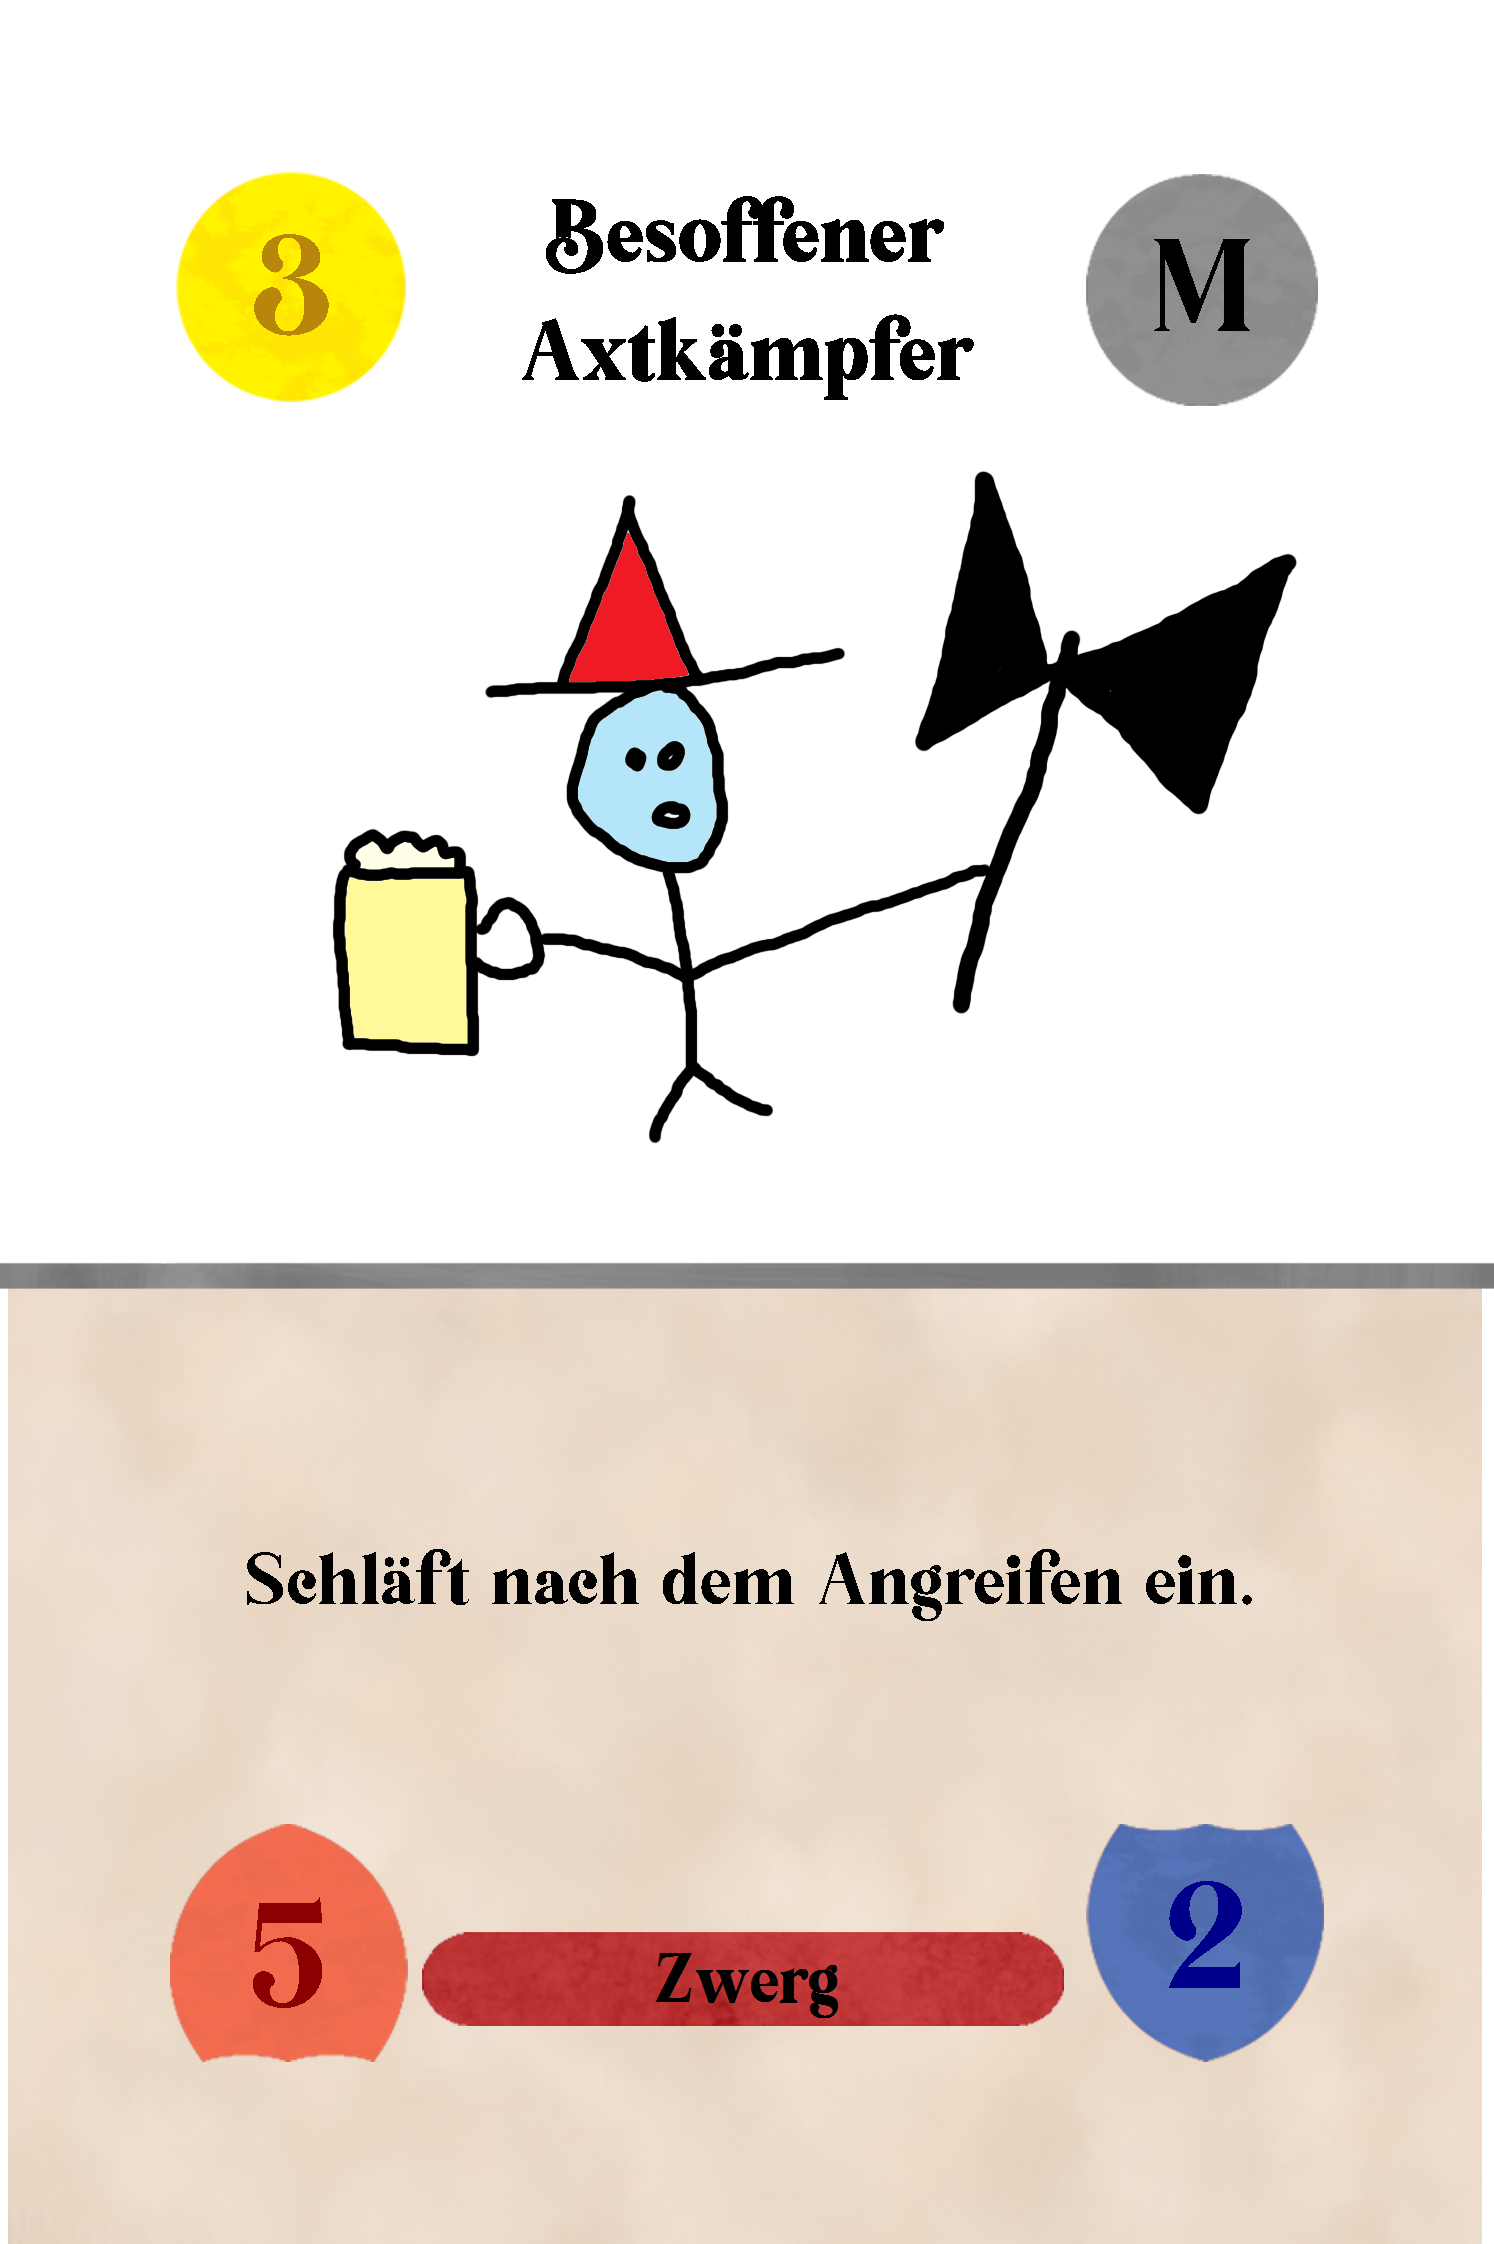 3
Besoffener
Axtkämpfer
M
Schläft nach dem Angreifen ein.
5
Zwerg
2